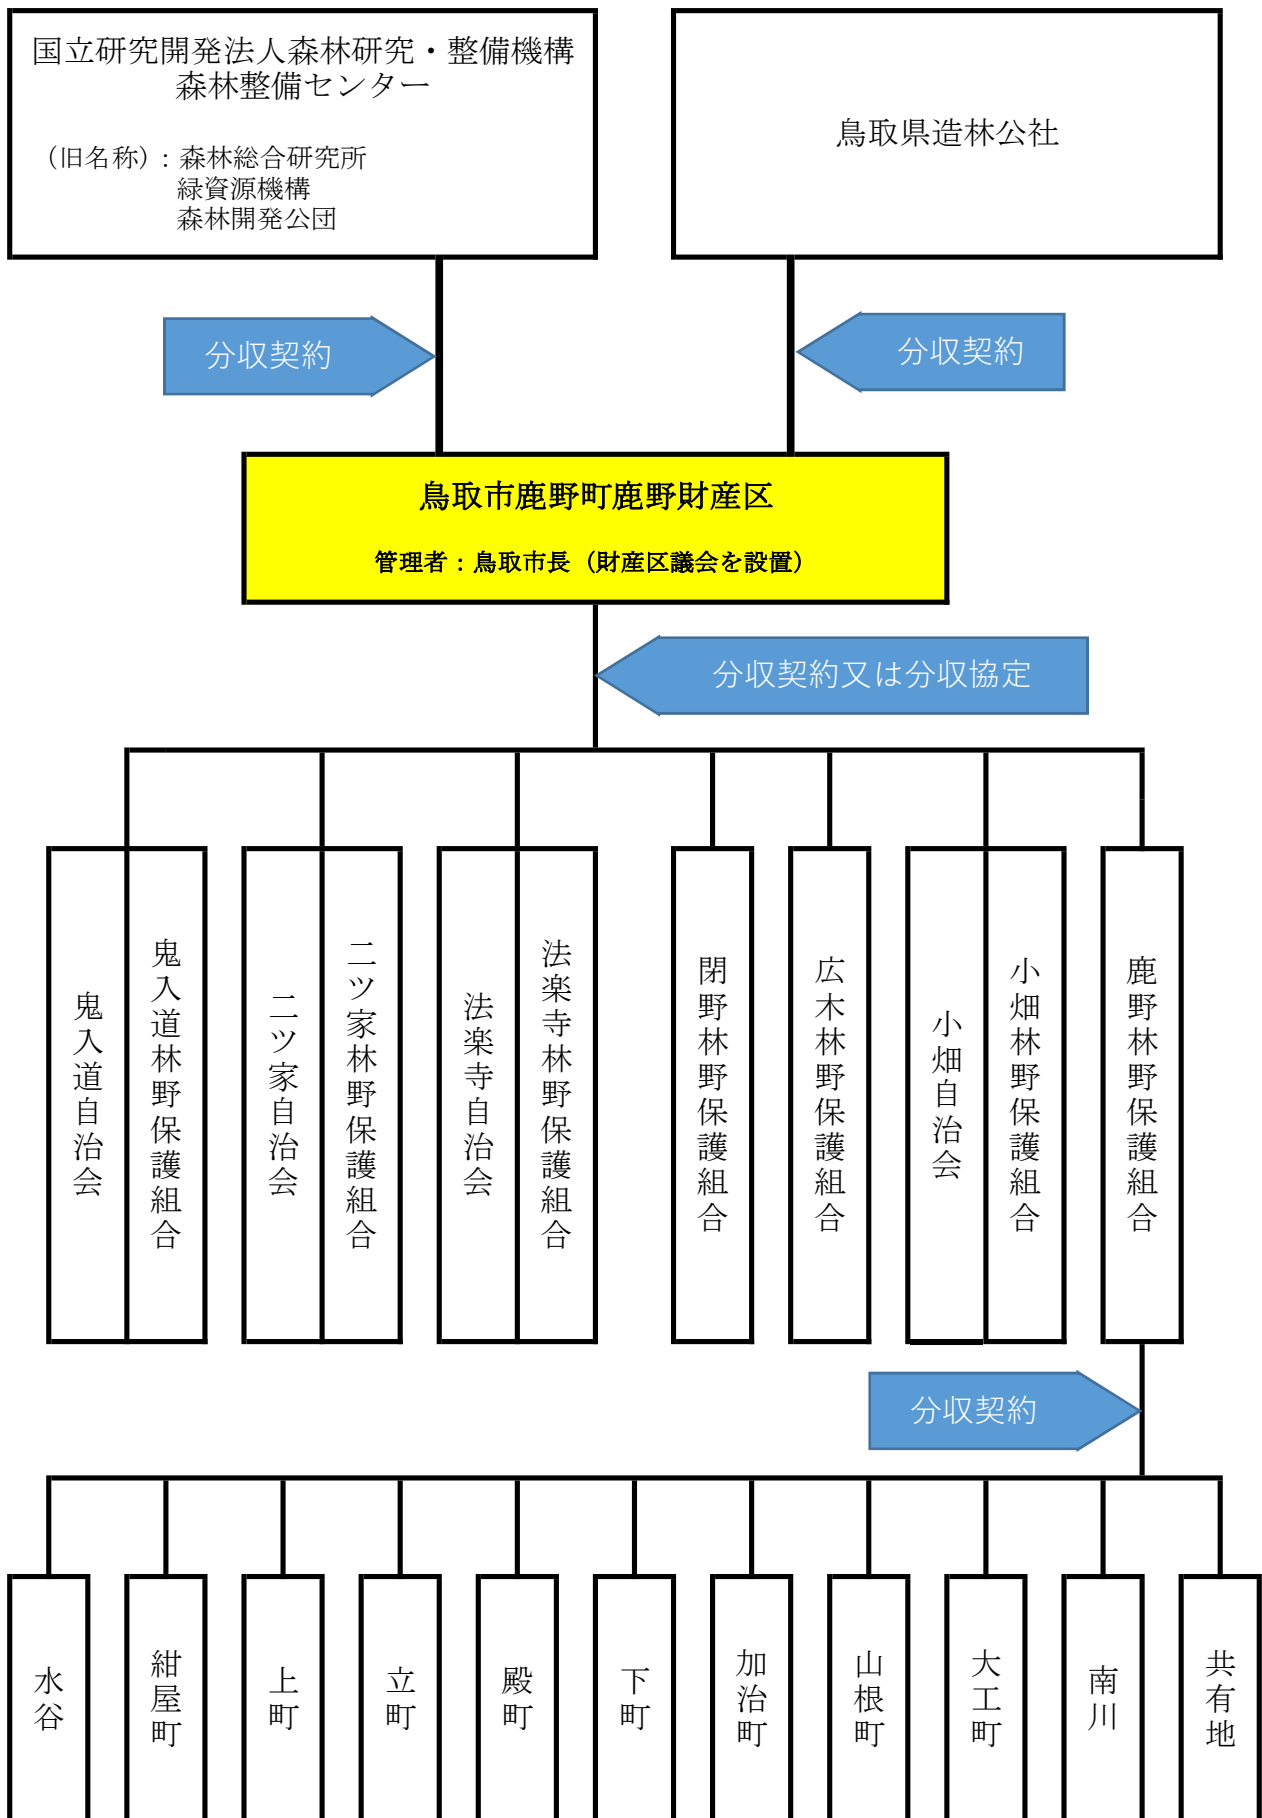 国立研究開発法人森林研究・整備機構
森林整備センター
（旧名称）：森林総合研究所
緑資源機構
森林開発公団
鳥取県造林公社
分収契約
分収契約
鳥取市鹿野町鹿野財産区
管理者：鳥取市長（財産区議会を設置）
分収契約又は分収協定
鬼入道自治会
鬼入道林野保護組合
二ツ家自治会
二ツ家林野保護組合
法楽寺自治会
法楽寺林野保護組合
閉野林野保護組合
広木林野保護組合
小畑自治会
小畑林野保護組合
鹿野林野保護組合
分収契約
水谷
紺屋町
上町
立町
殿町
下町
加治町
山根町
大工町
南川
共有地